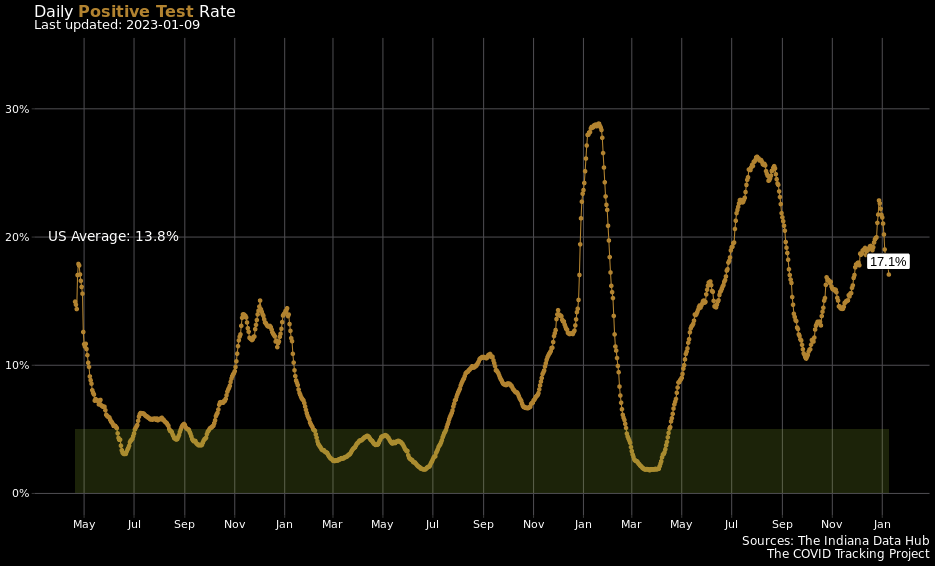 Daily Positive Test Rate
Last updated: 2023-01-09
30%
20%
10%
0%
US Average: 13.8%
17.1%
May Jul Sep Nov Jan Mar May Jul Sep Nov Jan Mar May Jul Sep Nov Jan
Sources: The Indiana Data Hub
The COVID Tracking Project